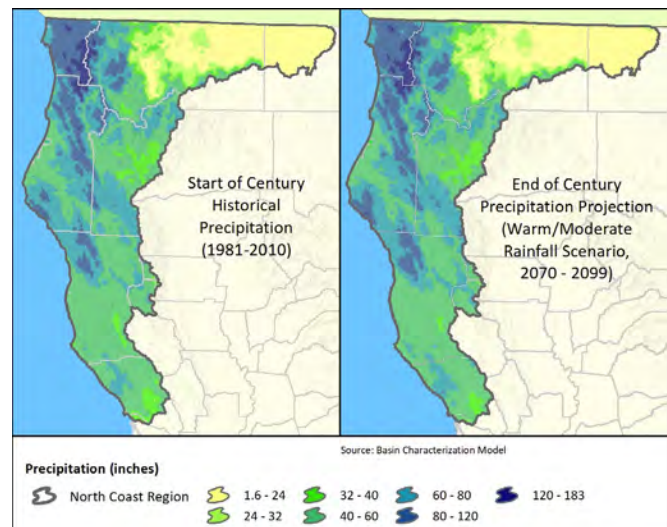 Start of Century
Historical
Precipitation
(1981-2010)
End of Century
Precipitation Projection
(Warm/Moderate
Rainfall Scenario,
2070 - 2099)
Source: Basin Characterization Model
Precipitation (inches)
North Coast Region
1.6 - 24
32 - 40
60 - 80
120 - 183
24 - 32
40 - 60
80 - 120